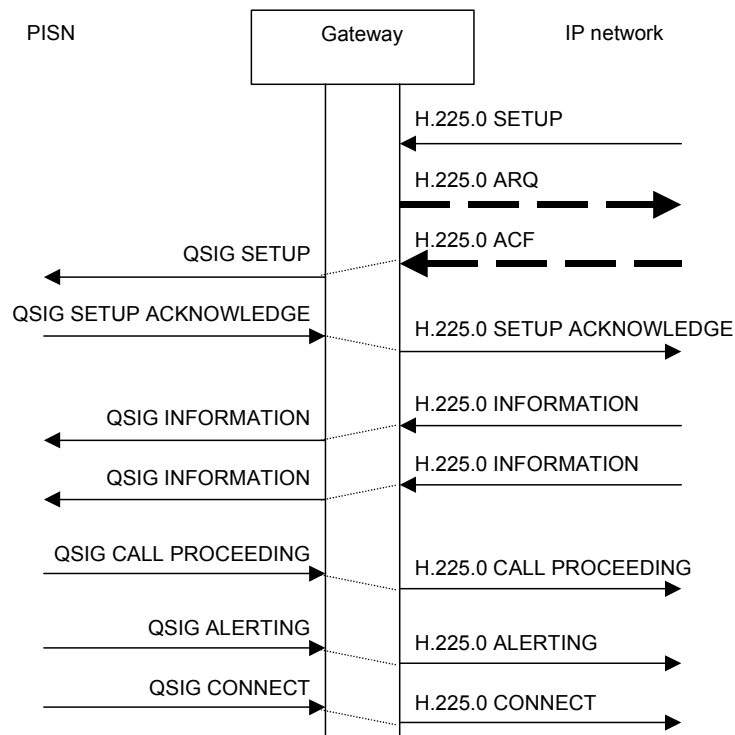 PISN
Gateway
IP network
H.225.0 SETUP
H.225.0 ARQ
H.225.0 ACF
QSIG SETUP
QSIG SETUP ACKNOWLEDGE
H.225.0 SETUP ACKNOWLEDGE
H.225.0 INFORMATION
QSIG INFORMATION
H.225.0 INFORMATION
QSIG INFORMATION
QSIG CALL PROCEEDING
H.225.0 CALL PROCEEDING
QSIG ALERTING
H.225.0 ALERTING
QSIG CONNECT
H.225.0 CONNECT